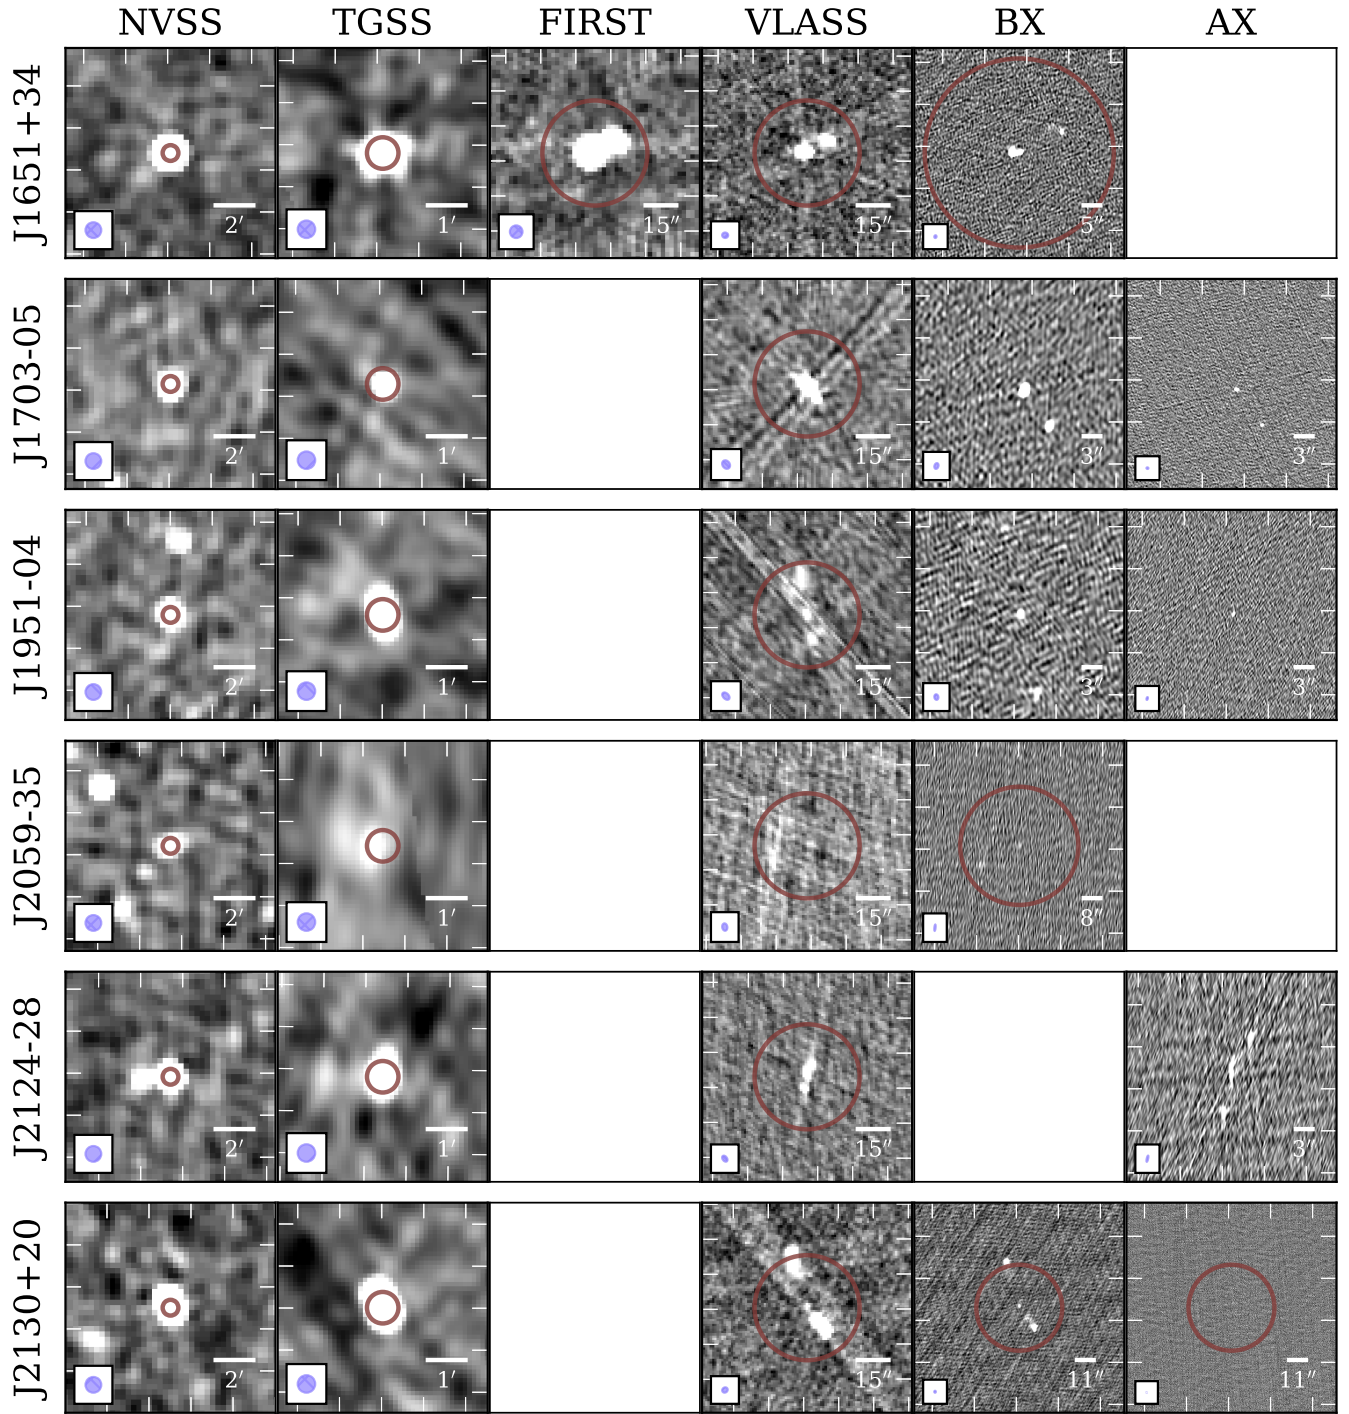 NVSS TGSS FIRST VLASS BX AX
J1651+34
2′ 1′ 15″ 15″ 5″
J1703-05
2′ 1′ 15″ 3″ 3″
J1951-04
2′ 1′ 15″ 3″ 3″
J2059-35
2′ 1′ 15″ 8″
J2124-28
2′ 1′ 15″ 3″
J2130+20
2′ 1′ 15″ 11″ 11″